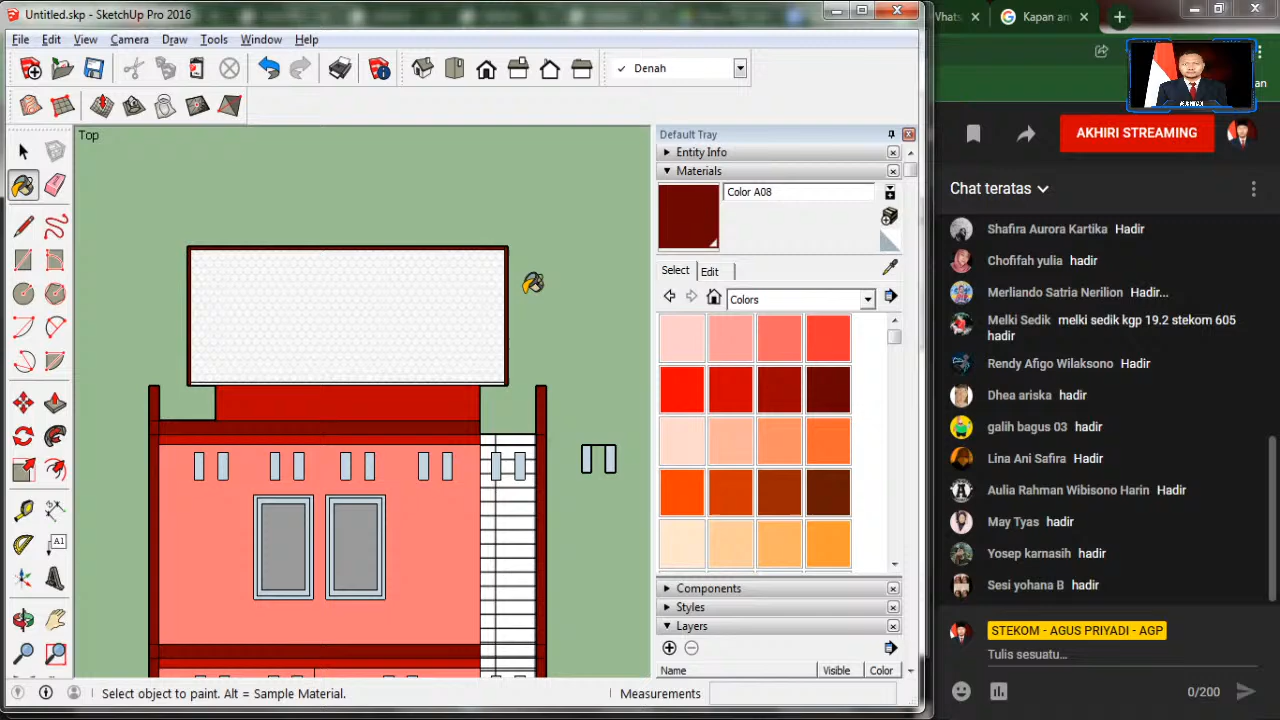 Untitled.skp - SketchUp Pro 2016
File Edit View Camera Draw Tools Window Help
Denah
Top
A1
Default Tray
Entity Info
Materials
Color A08
Select Edit
Colors
Components
Styles
Layers
Name Visible Color
Select object to paint. Alt = Sample Material.
Measurements
Kapan an
AKHIRI STREAMING
Chat teratas
Shafira Aurora Kartika Hadir
Chofifah yulia hadir
Merliando Satria Nerilion Hadir...
Melki Sedik melki sedik kgp 19.2 stekom 605
hadir
Rendy Afigo Wilaksono Hadir
Dhea ariska hadir
galih bagus 03 hadir
Lina Ani Safira Hadir
Aulia Rahman Wibisono Harin Hadir
May Tyas hadir
Yosep karnasih hadir
Sesi yohana B hadir
STEKOM - AGUS PRIYADI - AGP
Tulis sesuatu...
0/200